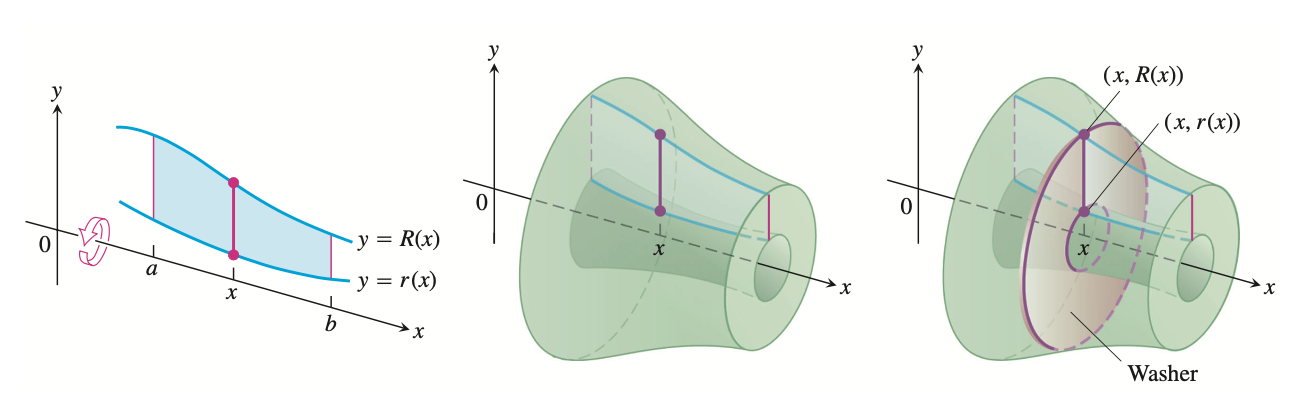 y
0
a
x
b
x
y = R(x)
y = r(x)
y
0
x
x
y
0
x
x
(x, R(x))
(x, r(x))
Washer